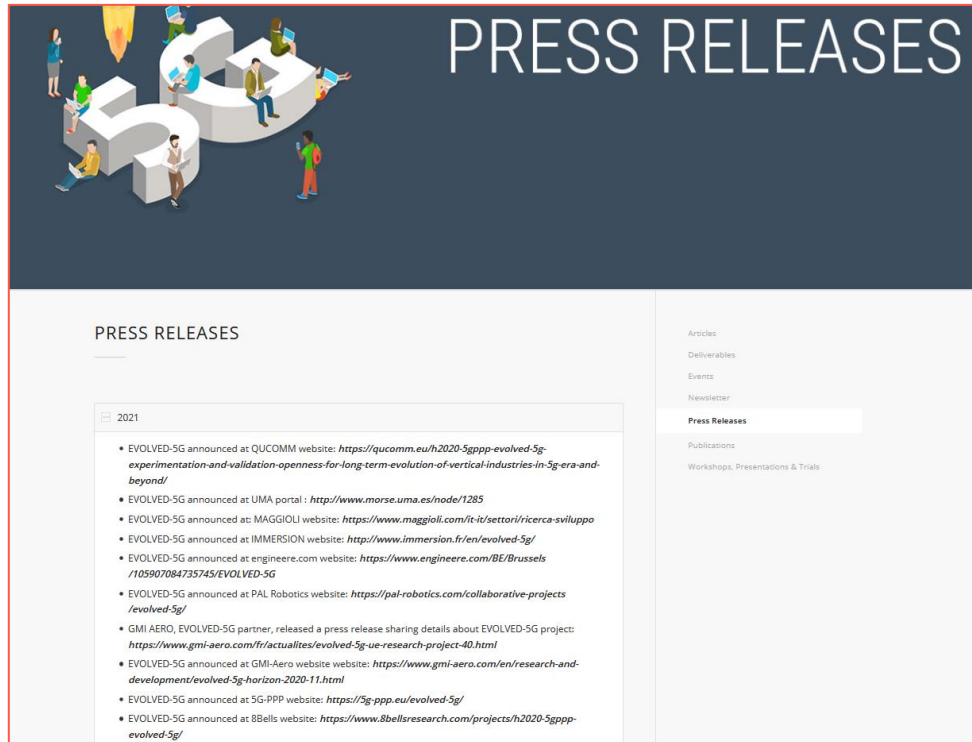 5G
PRESS RELEASES
PRESS RELEASES
2021
EVOLVED-5G announced at QUCOMM website: https://qucomm.eu/h2020-5gppp-evolved-5g-
experimentation-and-validation-openness-for-long-term-evolution-of-vertical-industries-in-5g-era-and-
beyond/
EVOLVED-5G announced at UMA portal : http://www.morse.uma.es/node/1285
EVOLVED-5G announced at: MAGGIOLI website: https://www.maggioli.com/it-it/settori/ricerca-sviluppo
EVOLVED-5G announced at IMMERSION website: http://www.immersion.fr/en/evolved-5g/
EVOLVED-5G announced at engineere.com website: https://www.engineere.com/BE/Brussels
/105907084735745/EVOLVED-5G
EVOLVED-5G announced at PAL Robotics website: https://pal-robotics.com/collaborative-projects
/evolved-5g/
GMI AERO, EVOLVED-5G partner, released a press release sharing details about EVOLVED-5G project:
https://www.gmi-aero.com/fr/actualites/evolved-5g-ue-research-project-40.html
EVOLVED-5G announced at GMI-Aero website website: https://www.gmi-aero.com/en/research-and-
development/evolved-5g-horizon-2020-11.html
EVOLVED-5G announced at 5G-PPP website: https://5g-ppp.eu/evolved-5g/
EVOLVED-5G announced at 8Bells website: https://www.8bellsresearch.com/projects/h2020-5gppp-
evolved-5g/
Articles
Deliverables
Events
Newsletter
Press Releases
Publications
Workshops, Presentations & Trials